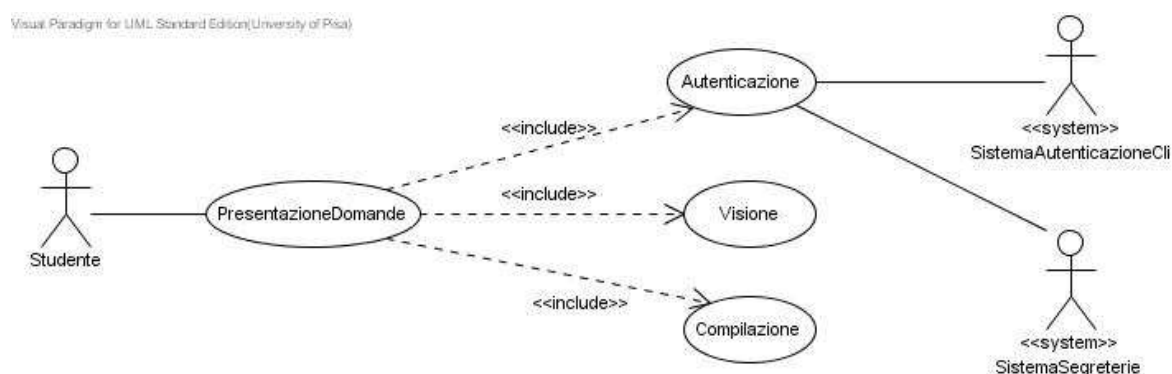 Visual Paradigm for UML Standard Edition(University of Pisa)
Autenticazione
<<include>>
<<system>>
SistemaAutenticazioneCli
<<include>>
PresentazioneDomande
Visione
Studente
<<include>>
Compilazione
<<system>>
SistemaSegreterie